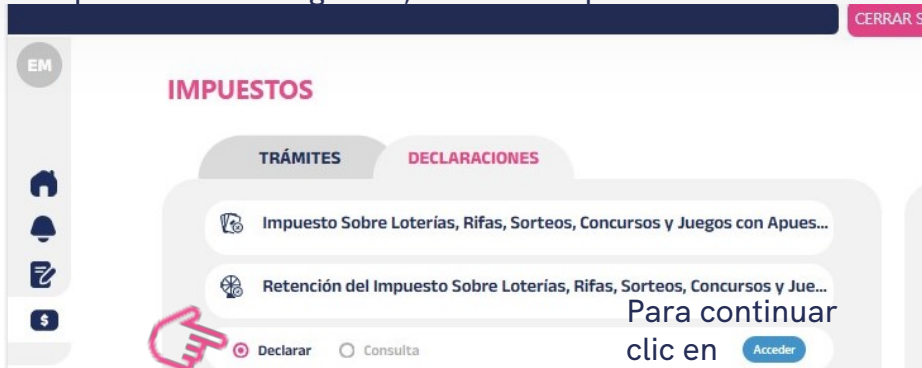 CERRAR S
EM
IMPUESTOS
TRÁMITES
DECLARACIONES
Impuesto Sobre Loterías, Rifas, Sorteos, Concursos y Juegos con Apues...
Retención del Impuesto Sobre Loterías, Rifas, Sorteos, Concursos y Jue...
Para continuar
Declarar
Consulta
clic en
Acceder